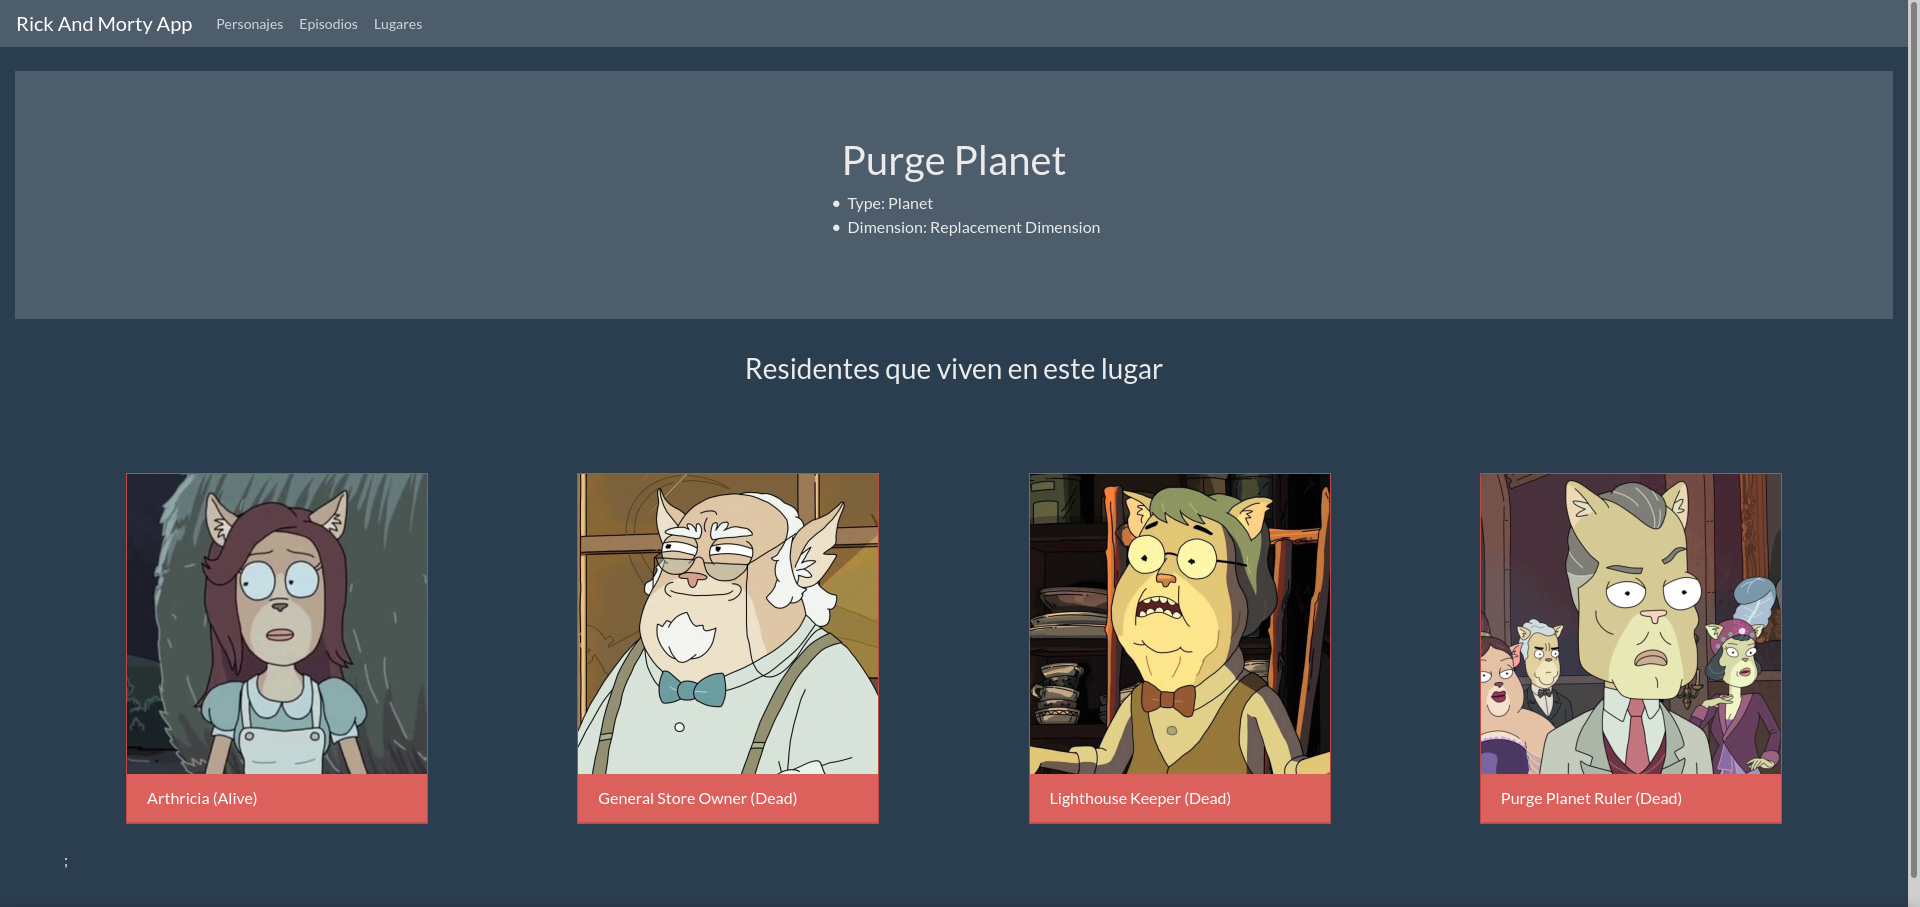 Rick And Morty App Personajes Episodios Lugares
Purge Planet
• Type: Planet
• Dimension: Replacement Dimension
Residentes que viven en este lugar
Arthricia (Alive)
General Store Owner (Dead)
Lighthouse Keeper (Dead)
Purge Planet Ruler (Dead)
;